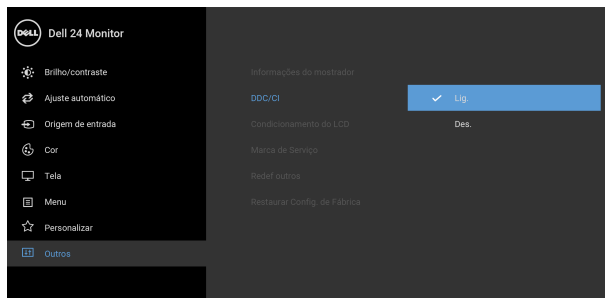 DELL Dell 24 Monitor
Brilho/contraste
Ajuste automático
Origem de entrada
Cor
Tela
Menu
Personalizar
Outros
Informações do mostrador
DDC/CI
Condicionamento do LCD
Marca de Serviço
Redef outros
Restaurar Config. de Fábrica
Lig.
Des.